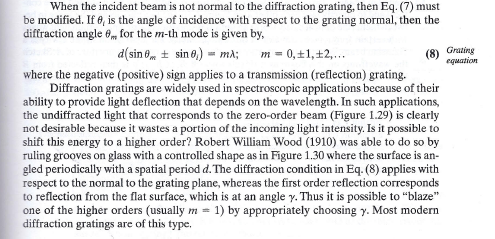 When the incident beam is not normal to the diffraction grating, then Eq. (7) must
be modified. If θi is the angle of incidence with respect to the grating normal, then the
diffraction angle θm for the m-th mode is given by,
d(sin θm ± sin θi) = mλ; m = 0, ±1, ±2, ... (8) Grating equation
where the negative (positive) sign applies to a transmission (reflection) grating.
Diffraction gratings are widely used in spectroscopic applications because of their
ability to provide light deflection that depends on the wavelength. In such applications,
the undiffracted light that corresponds to the zero-order beam (Figure 1.29) is clearly
not desirable because it wastes a portion of the incoming light intensity. Is it possible to
shift this energy to a higher order? Robert William Wood (1910) was able to do so by
ruling grooves on glass with a controlled shape as in Figure 1.30 where the surface is an-
gled periodically with a spatial period d. The diffraction condition in Eq. (8) applies with
respect to the normal to the grating plane, whereas the first order reflection corresponds
to reflection from the flat surface, which is at an angle γ. Thus it is possible to “blaze”
one of the higher orders (usually m = 1) by appropriately choosing γ. Most modern
diffraction gratings are of this type.